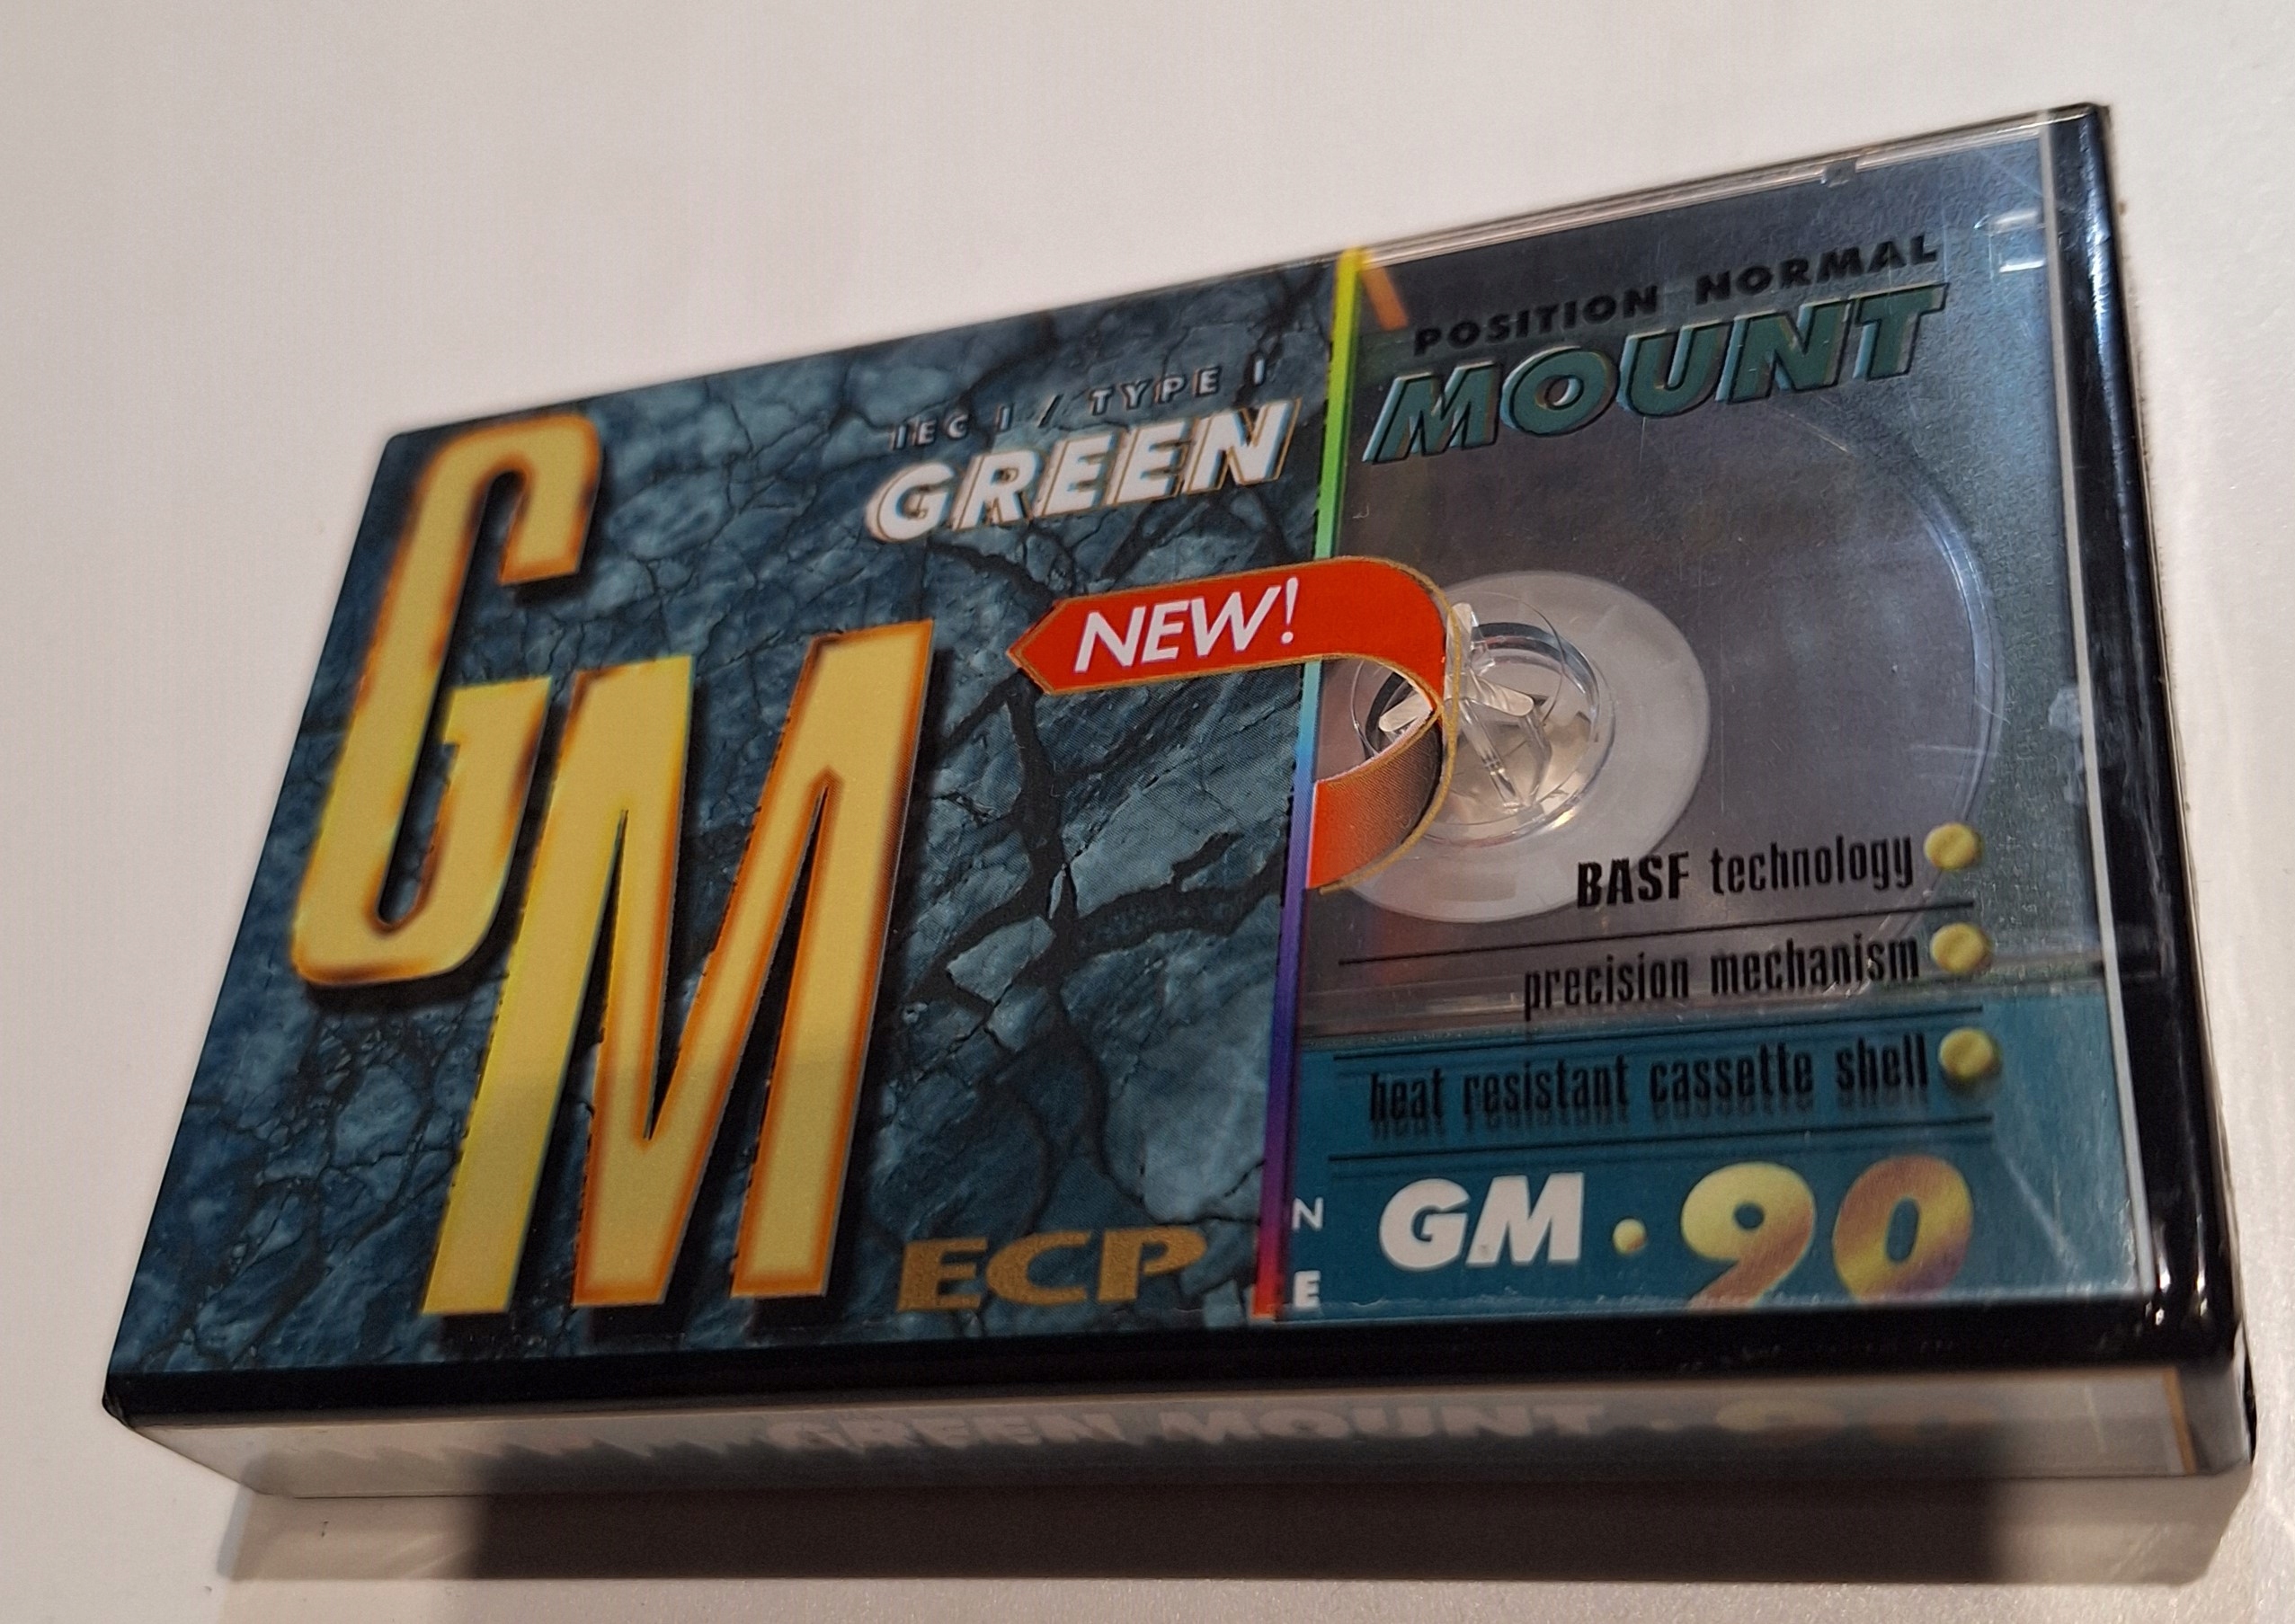 GM
IEC I / TYPE I
GREEN
NEW!
ECP
POSITION NORMAL
MOUNT
BASF technology
precision mechanism
heat resistant cassette shell
N
E
GM·90
GREEN MOUNT